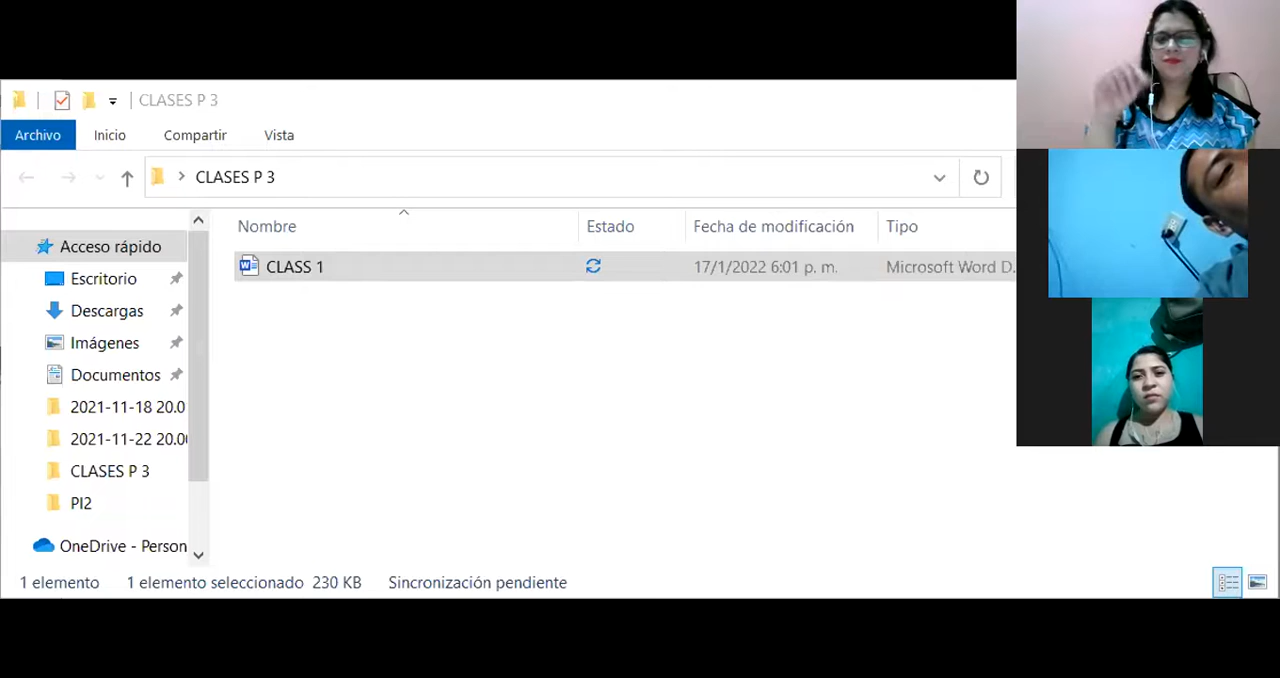 CLASES P 3
Archivo Inicio Compartir Vista
CLASES P 3
Nombre Estado Fecha de modificación Tipo
Acceso rápido
CLASS 1 17/1/2022 6:01 p. m. Microsoft Word D.
Escritorio
Descargas
Imágenes
Documentos
2021-11-18 20.0
2021-11-22 20.0
CLASES P 3
PI2
OneDrive - Person
1 elemento 1 elemento seleccionado 230 KB Sincronización pendiente